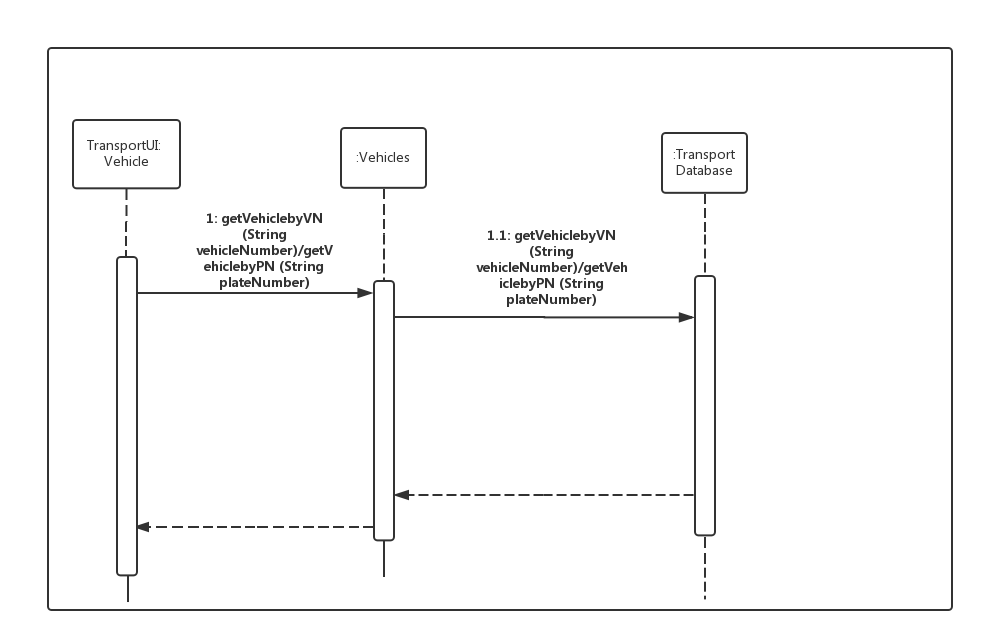 TransportUI:
Vehicle
:Vehicles
:Transport
Database
1: getVehiclebyVN
(String
vehicleNumber)/getV
ehiclebyPN (String
plateNumber)
1.1: getVehiclebyVN
(String
vehicleNumber)/getVeh
iclebyPN (String
plateNumber)